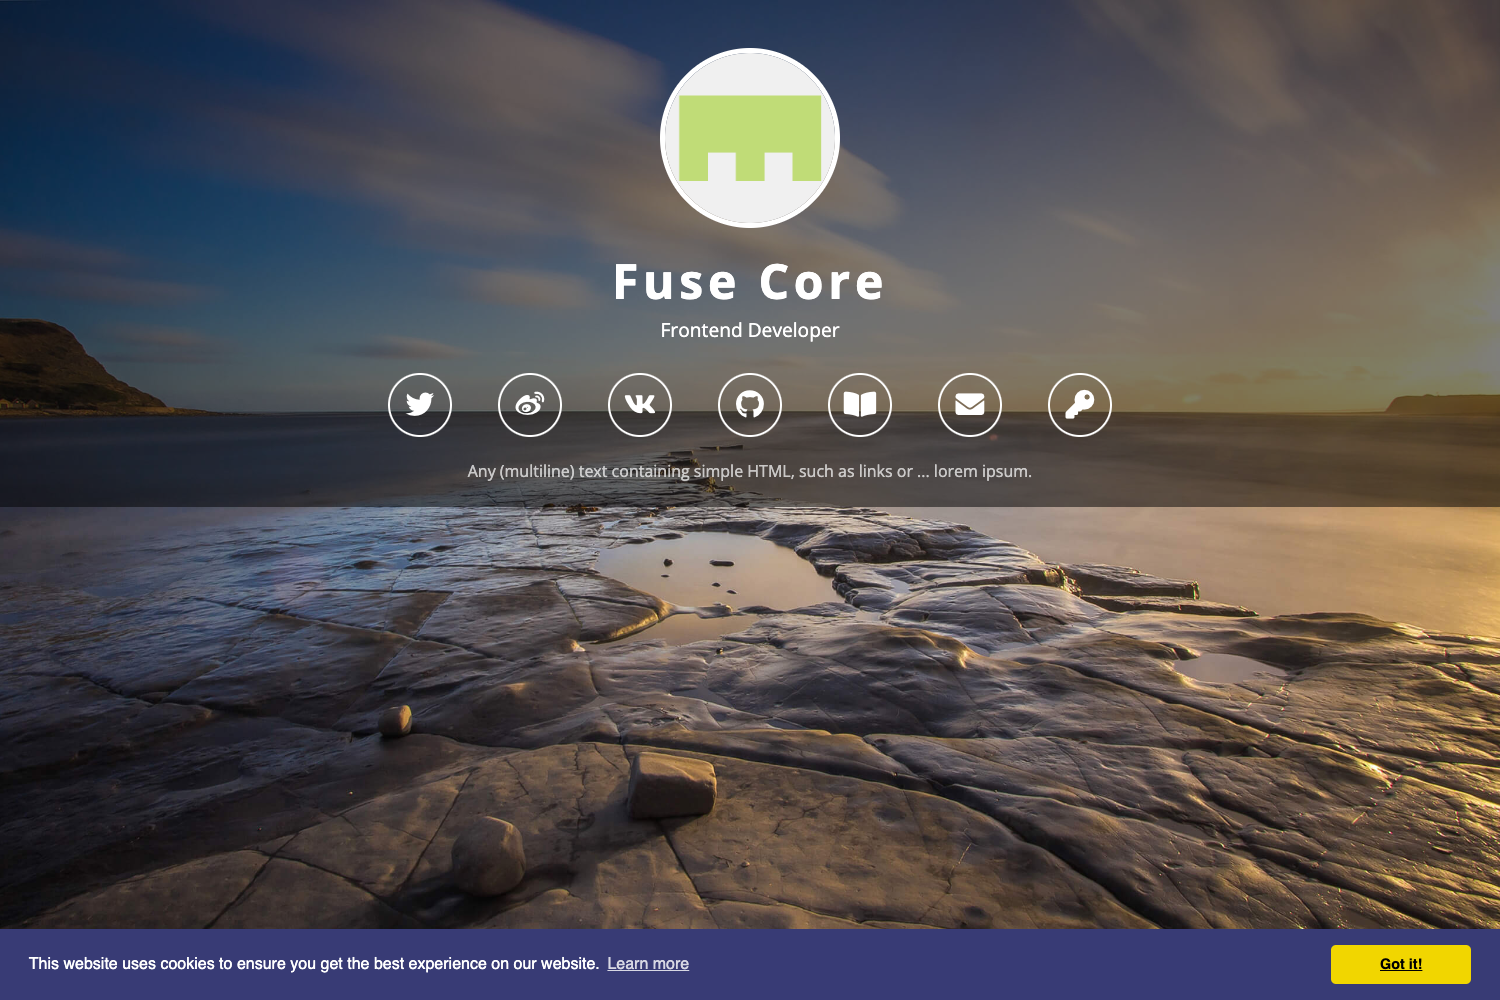 Fuse Core
Frontend Developer
Any (multiline) text containing simple HTML, such as links or ... lorem ipsum.
This website uses cookies to ensure you get the best experience on our website. Learn more
Got it!